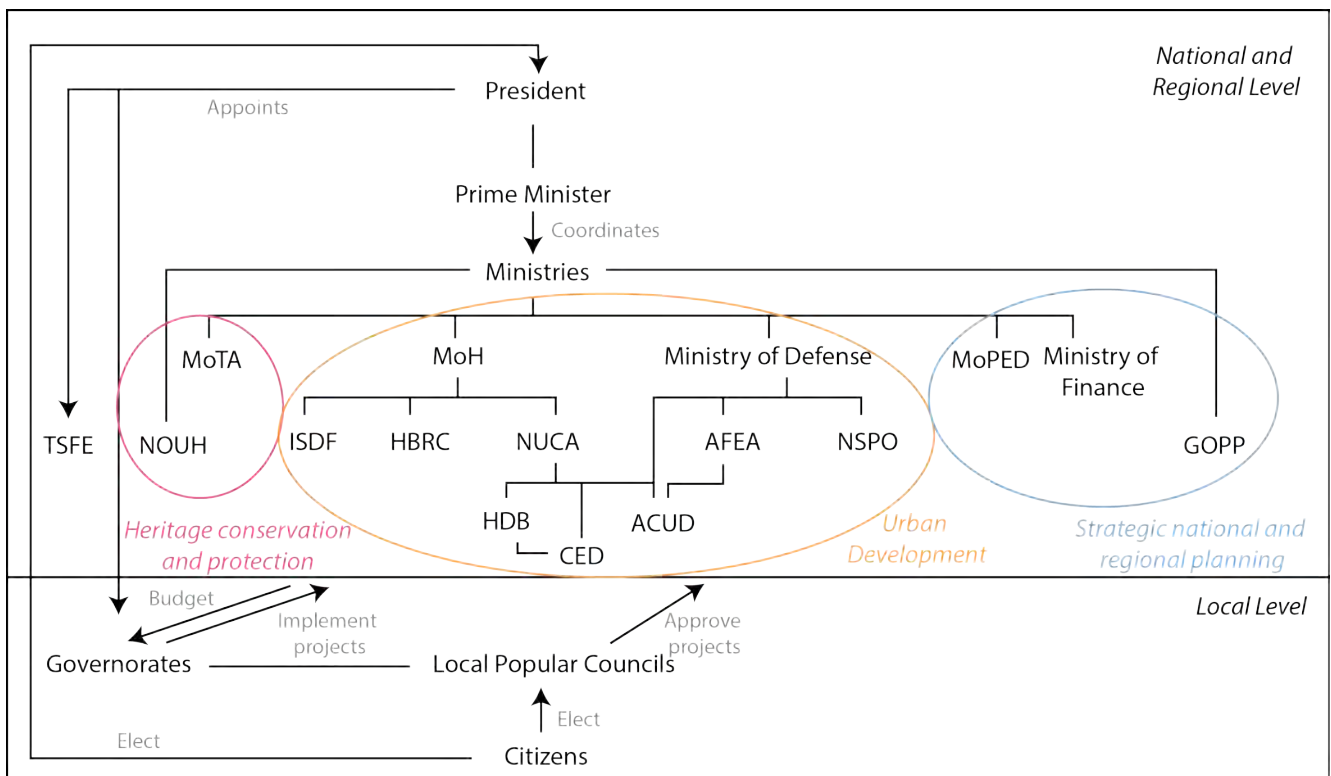 National and
Regional Level
President
Appoints
Prime Minister
Coordinates
Ministries
MoTA
MoH
Ministry of Defense
MoPED
Ministry of
Finance
TSFE
NOUH
ISDF
HBRC
NUCA
AFEA
NSPO
GOPP
HDB
ACUD
CED
Heritage conservation
and protection
Urban
Development
Strategic national and
regional planning
Local Level
Budget
Implement
projects
Approve
projects
Governorates
Local Popular Councils
Elect
Elect
Citizens